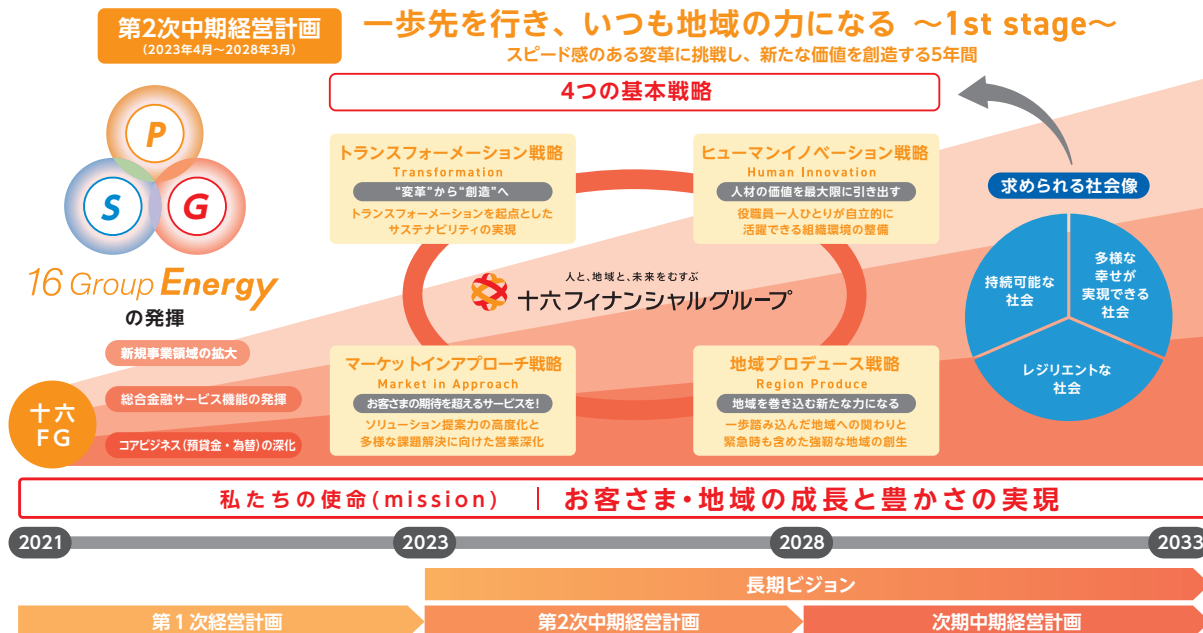 第2次中期経営計画
(2023年4月～2028年3月)
一歩先を行き、いつも地域の力になる ～1st stage～
スピード感のある変革に挑戦し、新たな価値を創造する5年間
4つの基本戦略
P
S
G
16 Group Energy
の発揮
新規事業領域の拡大
総合金融サービス機能の発揮
コアビジネス(預貸金・為替)の深化
十六
FG
トランスフォーメーション戦略
Transformation
“変革”から“創造”へ
トランスフォーメーションを起点とした
サステナビリティの実現
ヒューマンイノベーション戦略
Human Innovation
人材の価値を最大限に引き出す
役職員一人ひとりが自立的に
活躍できる組織環境の整備
人と、地域と、未来をむすぶ
十六フィナンシャルグループ
マーケットインアプローチ戦略
Market in Approach
お客さまの期待を超えるサービスを!
ソリューション提案力の高度化と
多様な課題解決に向けた営業深化
地域プロデュース戦略
Region Produce
地域を巻き込む新たな力になる
一歩踏み込んだ地域への関わりと
緊急時も含めた強靭な地域の創生
求められる社会像
持続可能な
社会
多様な
幸せが
実現できる
社会
レジリエントな
社会
私たちの使命(mission) | お客さま・地域の成長と豊かさの実現
2021
2023
2028
2033
長期ビジョン
第1次経営計画
第2次中期経営計画
次期中期経営計画